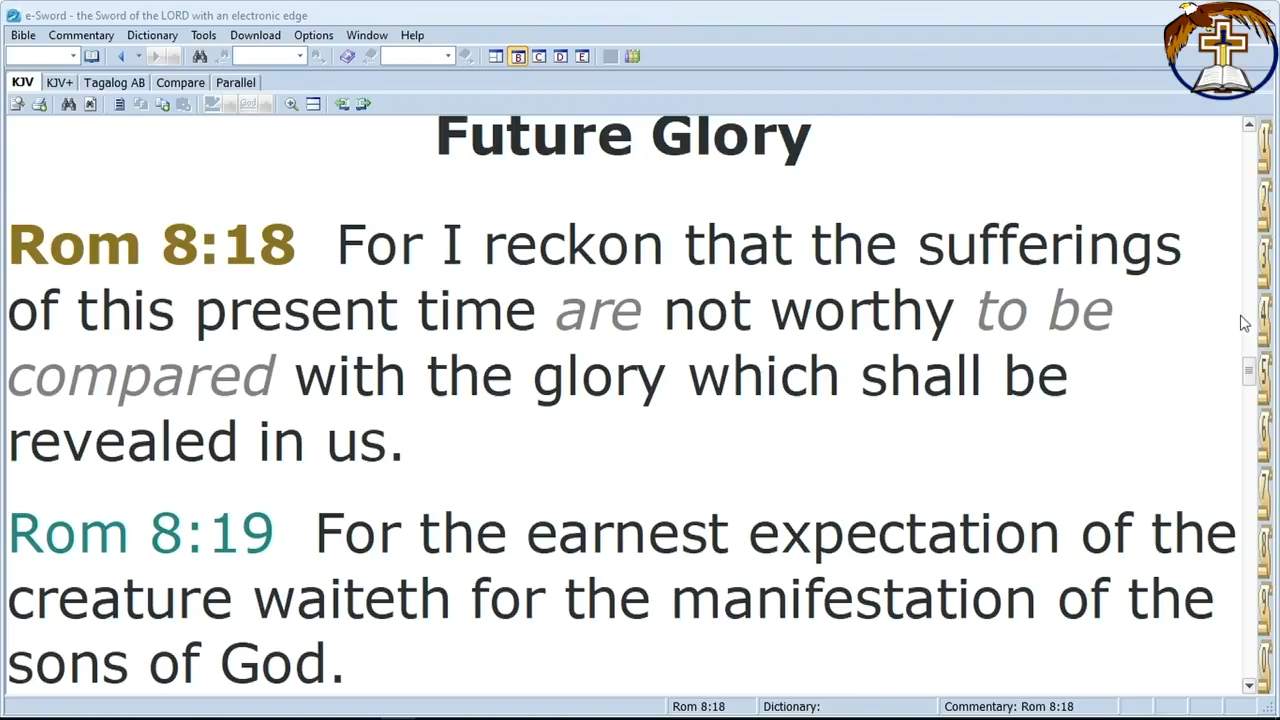 e-Sword - the Sword of the LORD with an electronic edge
Bible Commentary Dictionary Tools Download Options Window Help
B C D E
KJV KJV+ Tagalog AB Compare Parallel
Future Glory
Rom 8:18 For I reckon that the sufferings
of this present time are not worthy to be
compared with the glory which shall be
revealed in us.
Rom 8:19 For the earnest expectation of the
creature waiteth for the manifestation of the
sons of God.
Rom 8:18 Dictionary: Commentary: Rom 8:18